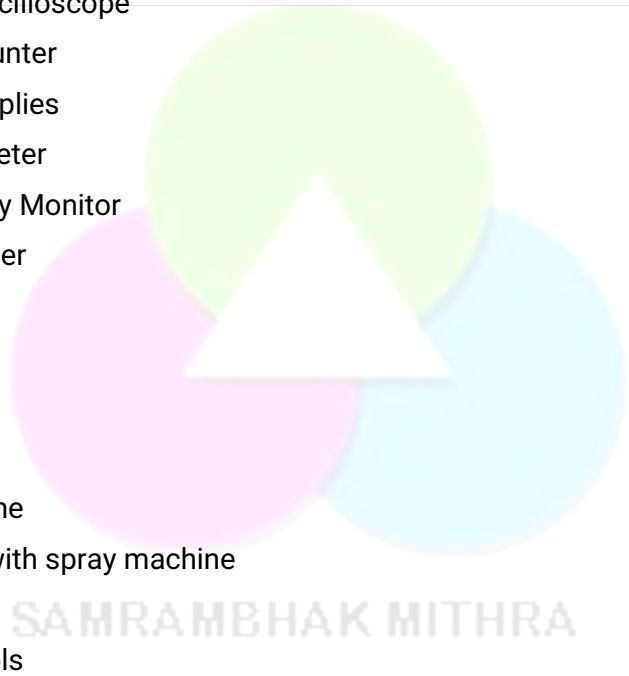 cilloscope
unter
plies
eter
y Monitor
er
ne
with spray machine
SAMRAMBHAK MITHRA
ls